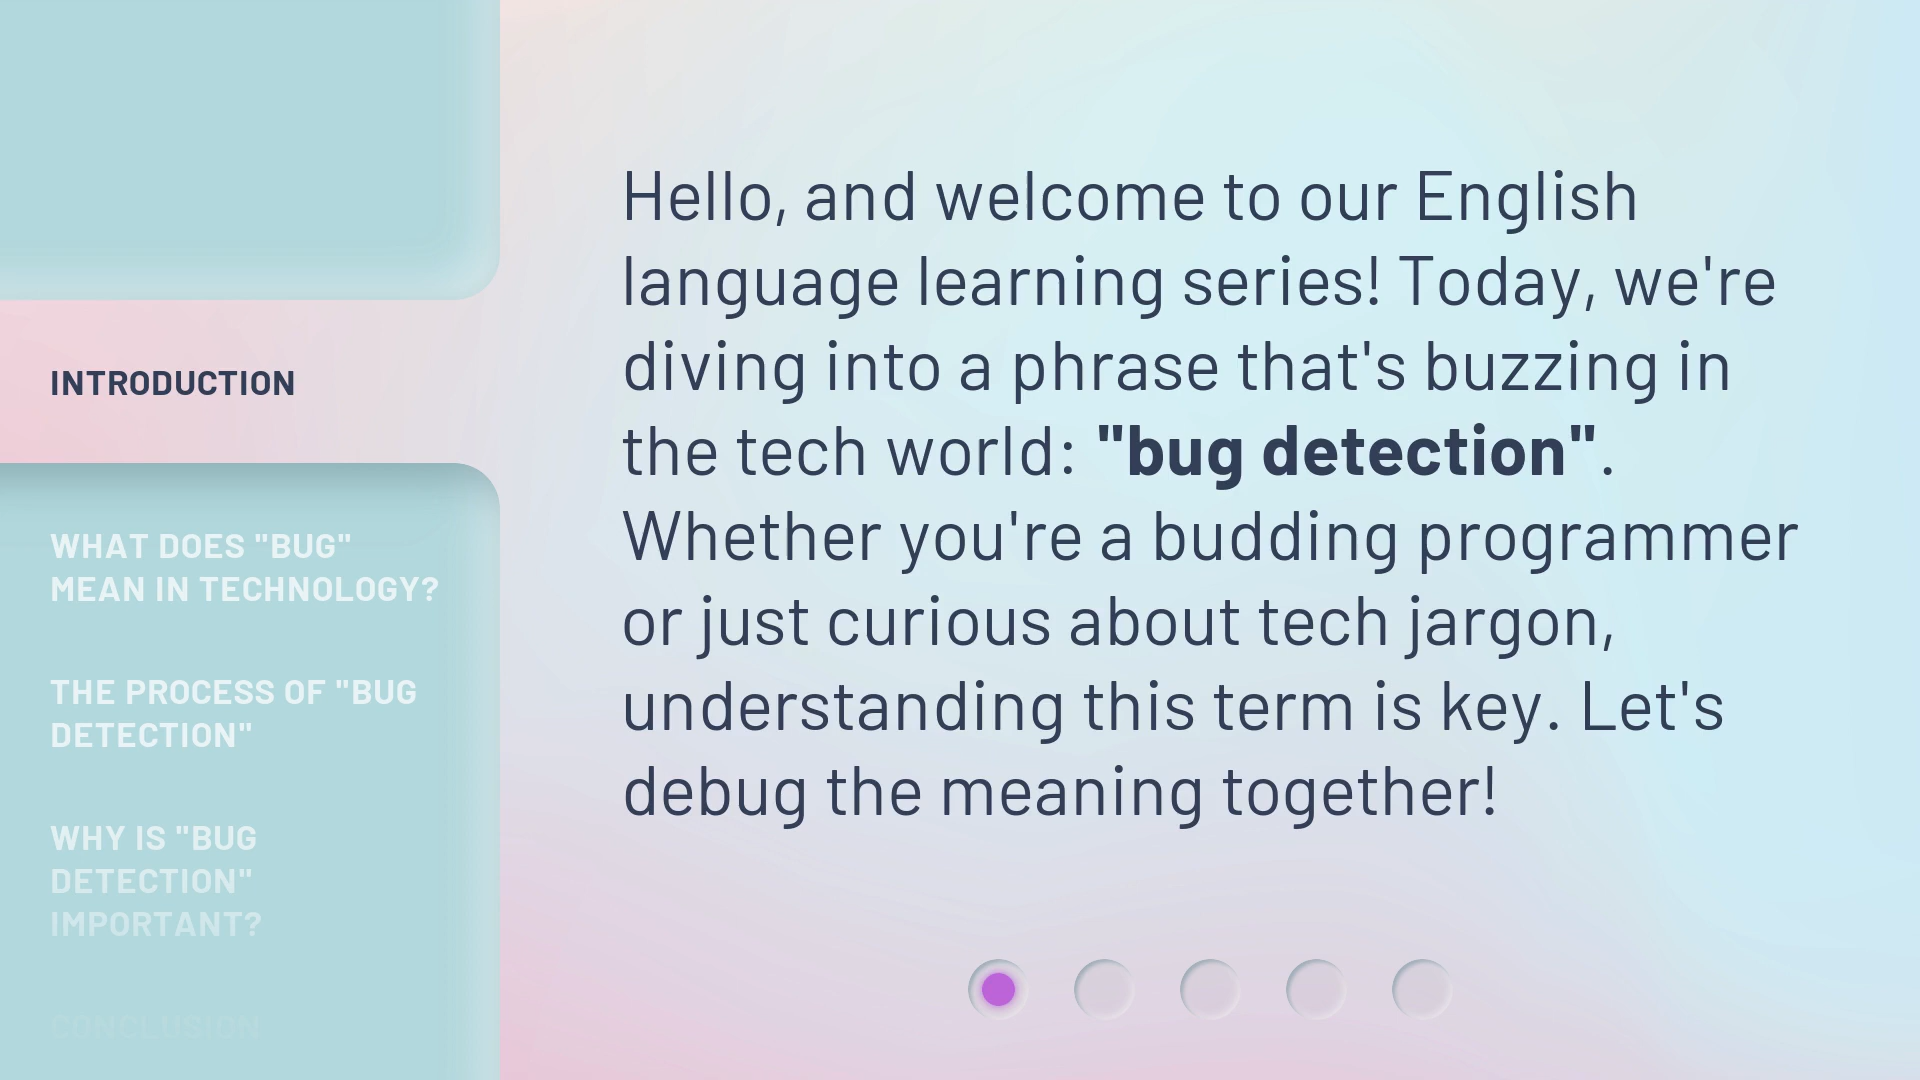 INTRODUCTION
WHAT DOES "BUG"
MEAN IN TECHNOLOGY?
THE PROCESS OF "BUG
DETECTION"
WHY IS "BUG
DETECTION"
IMPORTANT?
CONCLUSION
Hello, and welcome to our English
language learning series! Today, we're
diving into a phrase that's buzzing in
the tech world: "bug detection".
Whether you're a budding programmer
or just curious about tech jargon,
understanding this term is key. Let's
debug the meaning together!